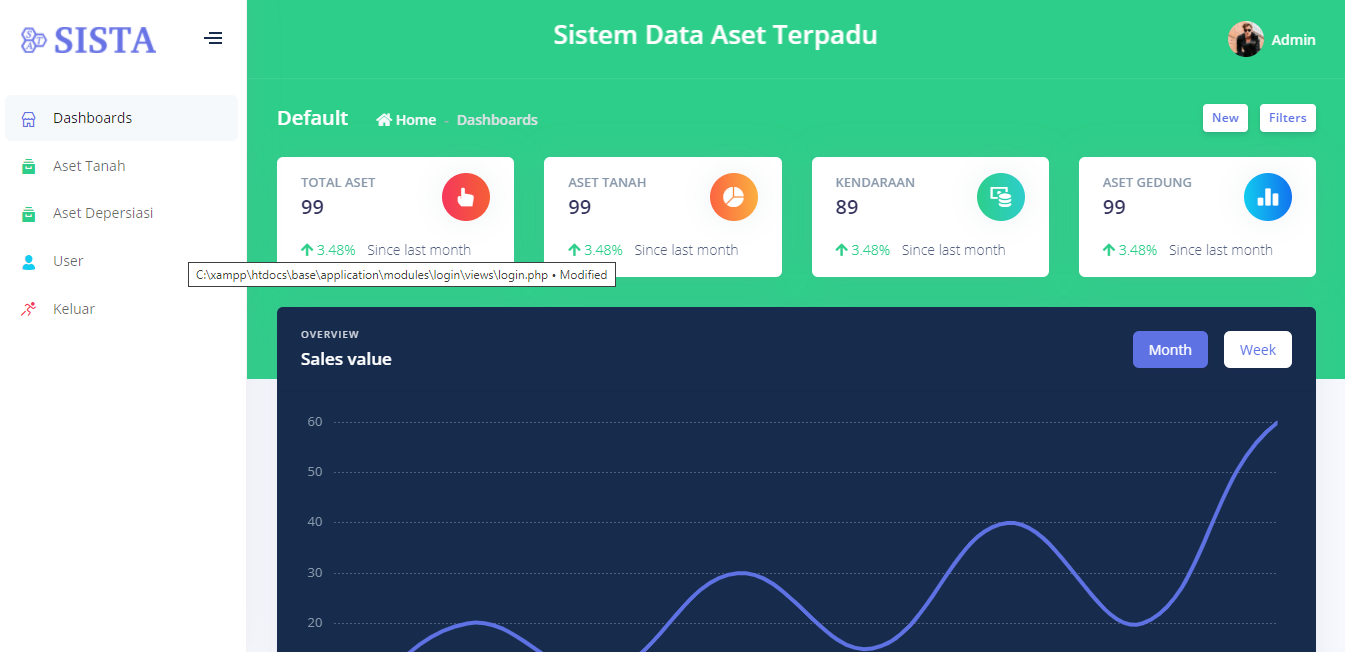 SISTA
Sistem Data Aset Terpadu
Admin
Dashboards
Aset Tanah
Aset Depersiasi
User
Keluar
Default
Home - Dashboards
New
Filters
TOTAL ASET
99
3.48% Since last month
ASET TANAH
99
3.48% Since last month
KENDARAAN
89
3.48% Since last month
ASET GEDUNG
99
3.48% Since last month
C:\xampp\htdocs\base\application\modules\login\views\login.php • Modified
OVERVIEW
Sales value
Month
Week
60
50
40
30
20